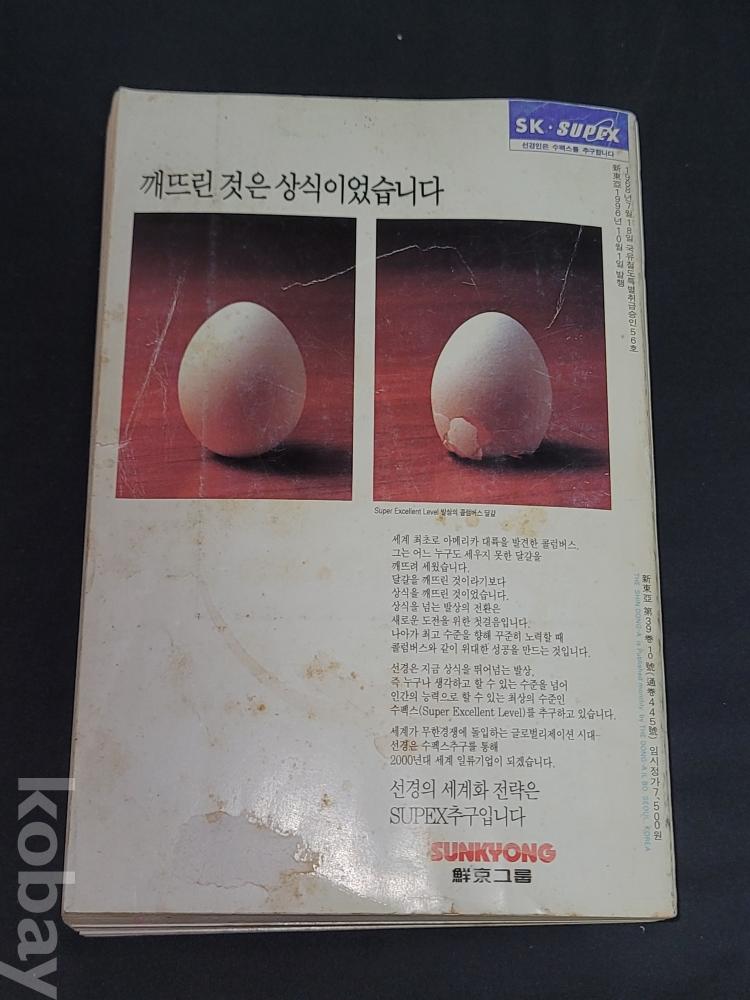 SK·SUPEX
선경인은 수펙스를 추구합니다
깨뜨린 것은 상식이었습니다
1968년7월18일 국유철도특별취급승인56호
新東亞1996년10월1일 발행
Super Excellent Level 발상의 콜럼버스 달걀
세계 최초로 아메리카 대륙을 발견한 콜럼버스.
그는 어느 누구도 세우지 못한 달걀을
깨뜨려 세웠습니다.
달걀을 깨뜨린 것이라기보다
상식을 깨뜨린 것이었습니다.
상식을 넘는 발상의 전환은
새로운 도전을 위한 첫걸음입니다.
나아가 최고 수준을 향해 꾸준히 노력할 때
콜럼버스와 같이 위대한 성공을 만드는 것입니다.
선경은 지금 상식을 뛰어넘는 발상,
즉 누구나 생각하고 할 수 있는 수준을 넘어
인간의 능력으로 할 수 있는 최상의 수준인
수펙스(Super Excellent Level)를 추구하고 있습니다.
세계가 무한경쟁에 돌입하는 글로벌리제이션 시대-
선경은 수펙스추구를 통해
2000년대 세계 일류기업이 되겠습니다.
선경의 세계화 전략은
SUPEX추구입니다
SUNKYONG
鮮京그룹
新東亞 第39卷10號(通卷445號) 임시정가7,500원
THE SHIN DONG-A is Published monthly by THE DONG-A IL BO SEOUL KOREA
kobay